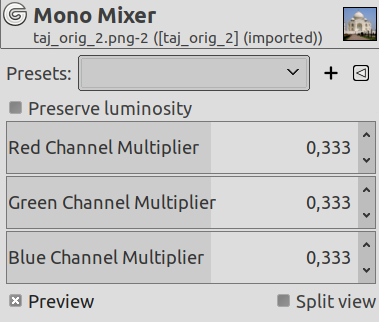 Mono Mixer
taj_orig_2.png-2 ([taj_orig_2] (imported))
Presets:
Preserve luminosity
Red Channel Multiplier 0,333
Green Channel Multiplier 0,333
Blue Channel Multiplier 0,333
Preview Split view